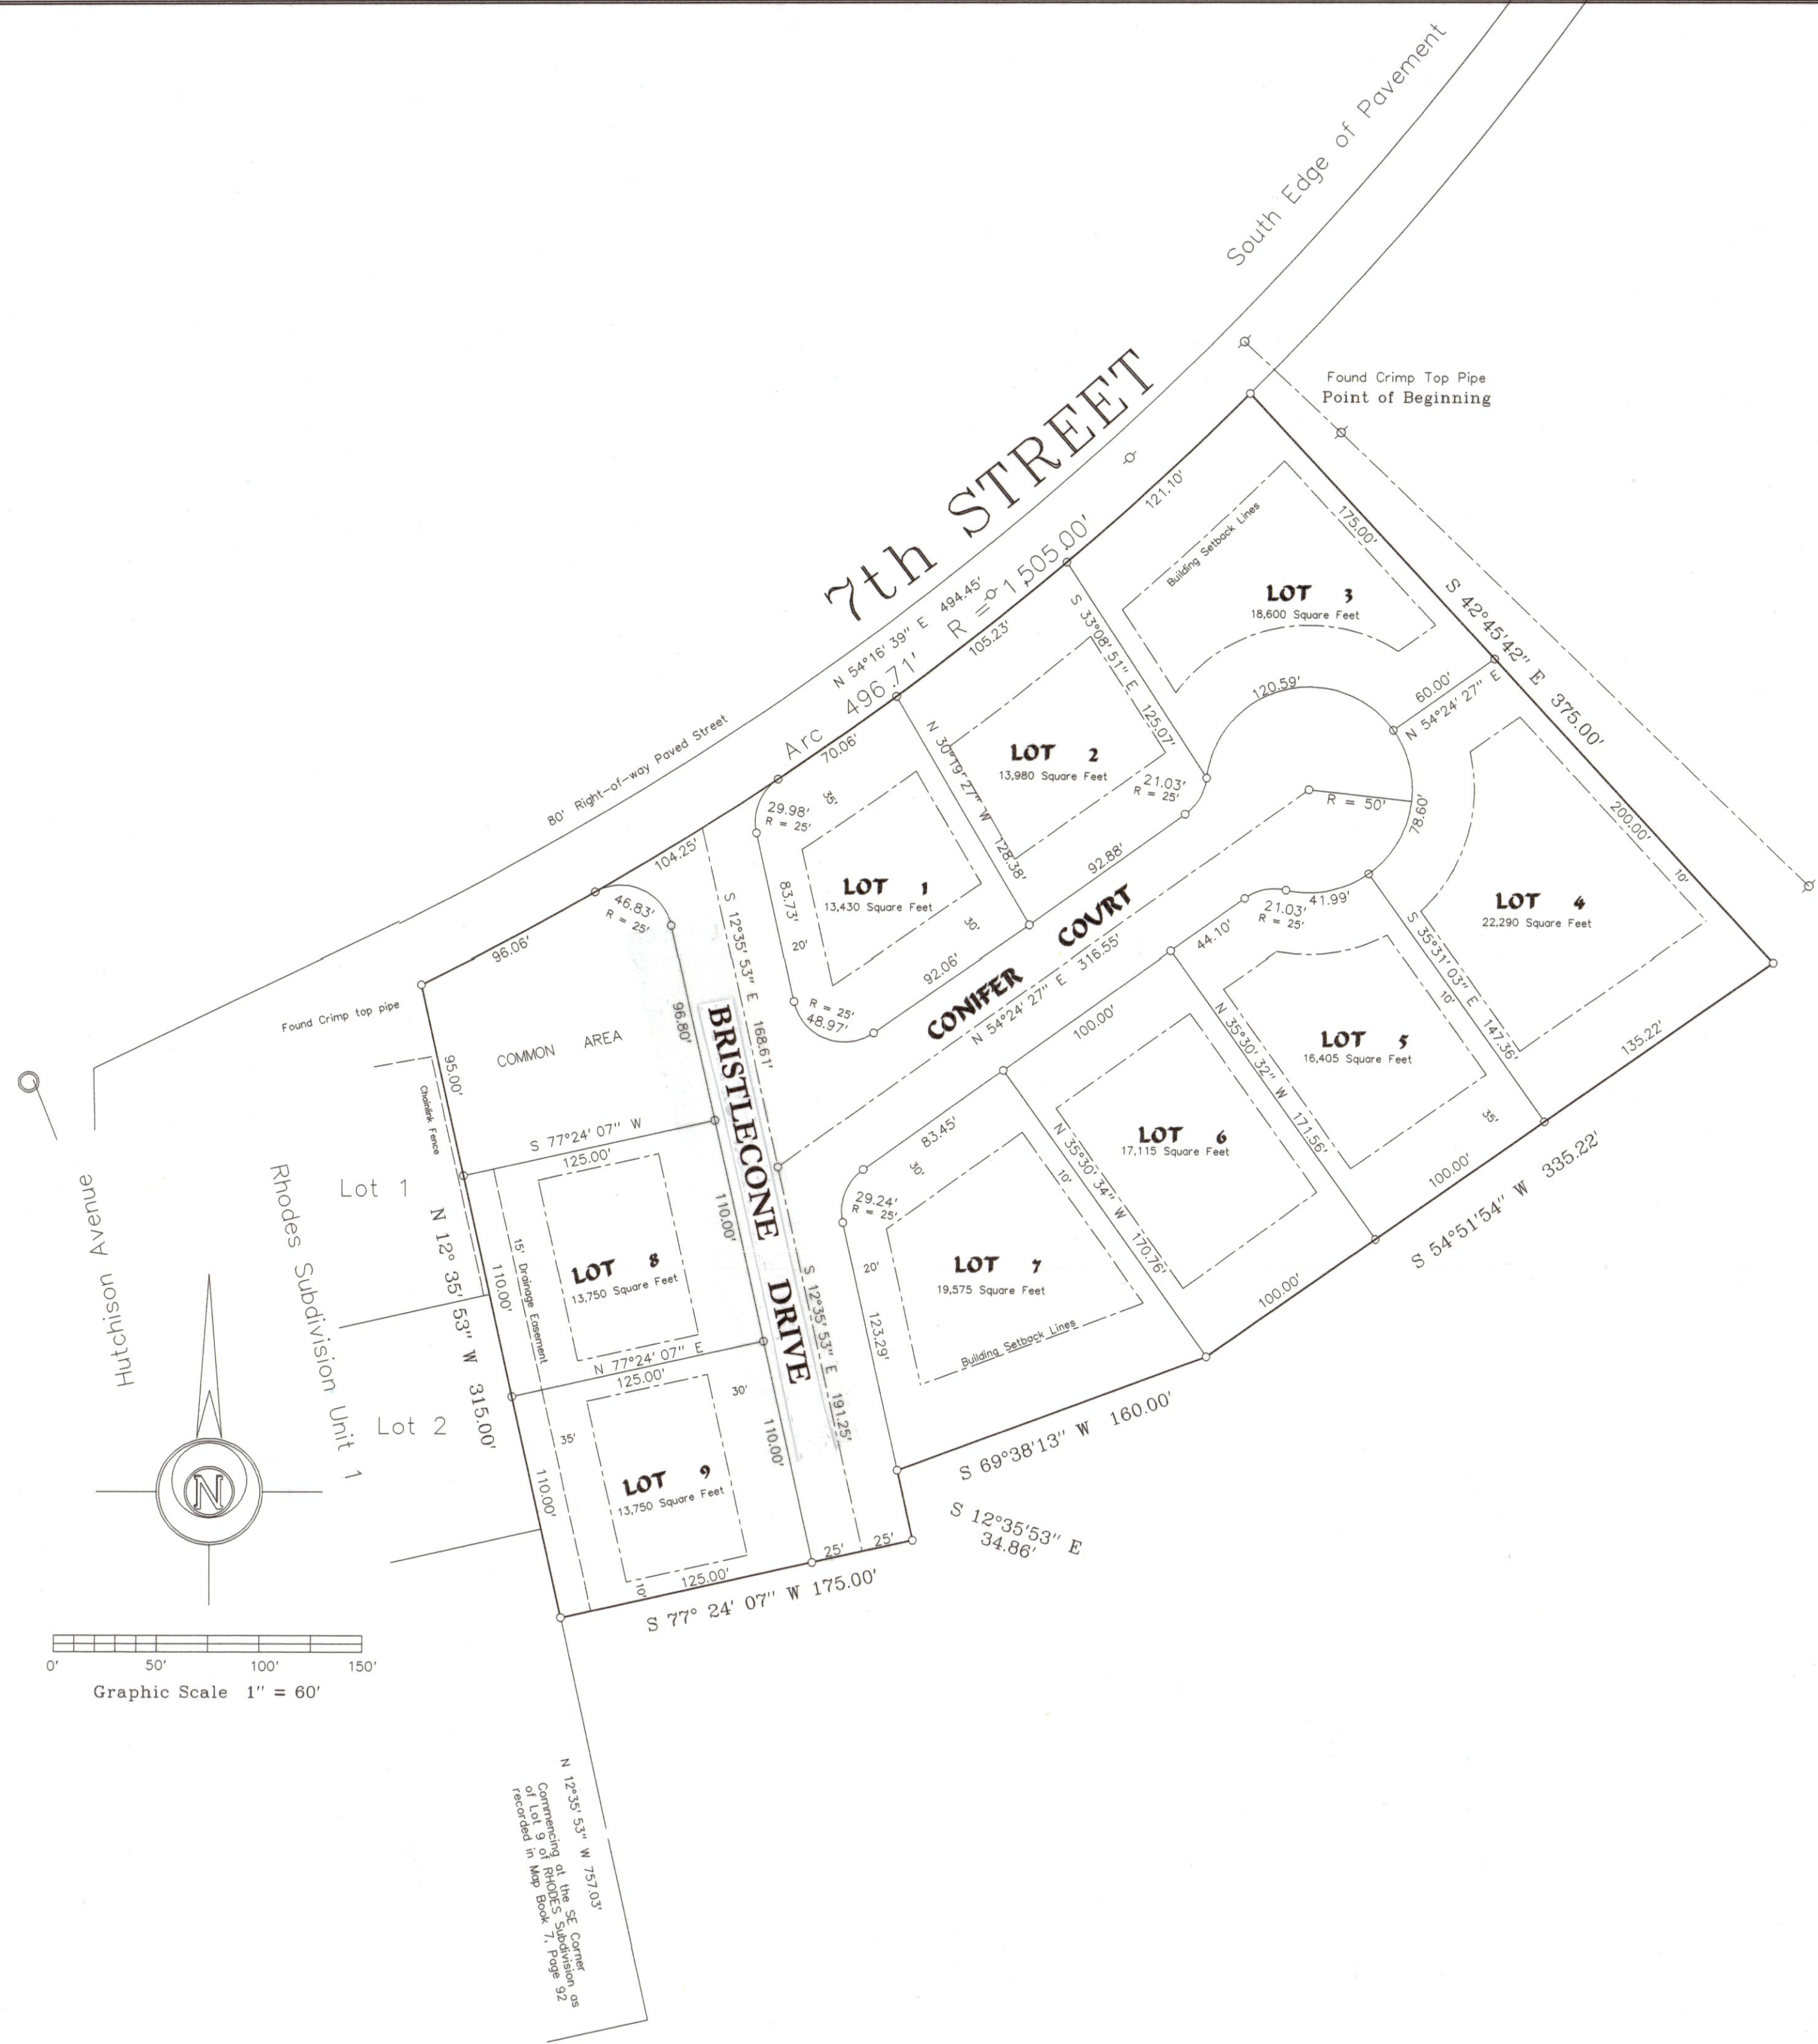 South Edge of Pavement
7th STREET
Found Crimp Top Pipe
Point of Beginning
N 54°16' 39" E 494.45'
R = 1,505.00'
Arc 496.71'
80' Right-of-way Paved Street
121.10'
105.23'
70.06'
104.25'
96.06'
175.00'
S 42°45'42" E 375.00'
Building Setback Lines
LOT 3
18,600 Square Feet
S 33°08' 51" E 125.07'
120.59'
60.00'
N 54°24' 27" E
LOT 2
13,980 Square Feet
N 30°19' 27" W 128.38'
21.03'
R = 25'
92.88'
R = 50'
78.60'
200.00'
10'
LOT 4
22,290 Square Feet
29.98'
R = 25'
35'
LOT 1
13,430 Square Feet
83.73'
20'
30'
92.06'
R = 25'
48.97'
46.83'
R = 25'
S 12°35' 53" E 168.61'
CONIFER COURT
N 54°24' 27" E 316.55'
44.10'
21.03'
R = 25'
41.99'
S 35°31' 03" E 147.36'
10'
135.22'
Found Crimp top pipe
COMMON AREA
96.80'
BRISTLECONE DRIVE
100.00'
N 35°30' 32" W 171.56'
LOT 5
16,405 Square Feet
35'
95.00'
Chainlink Fence
S 77°24' 07" W
125.00'
83.45'
30'
N 35°30' 34" W 170.76'
10'
LOT 6
17,115 Square Feet
100.00'
S 54°51'54" W 335.22'
100.00'
Hutchison Avenue
Rhodes Subdivision Unit 1
Lot 1
N 12° 35' 53" W 315.00'
110.00'
15' Drainage Easement
LOT 8
13,750 Square Feet
110.00'
29.24'
R = 25'
20'
LOT 7
19,575 Square Feet
123.29'
Building Setback Lines
S 12°35' 53" E 191.25'
N 77°24' 07" E
125.00'
30'
Lot 2
35'
110.00'
LOT 9
13,750 Square Feet
110.00'
S 69°38'13" W 160.00'
S 12°35'53" E
34.86'
10'
125.00'
25'
25'
S 77° 24' 07" W 175.00'
N
0' 50' 100' 150'
Graphic Scale 1" = 60'
N 12°35' 53" W 757.03'
Commencing at the SE Corner
of Lot 9 of RHODES Subdivision as
recorded in Map Book 7, Page 92